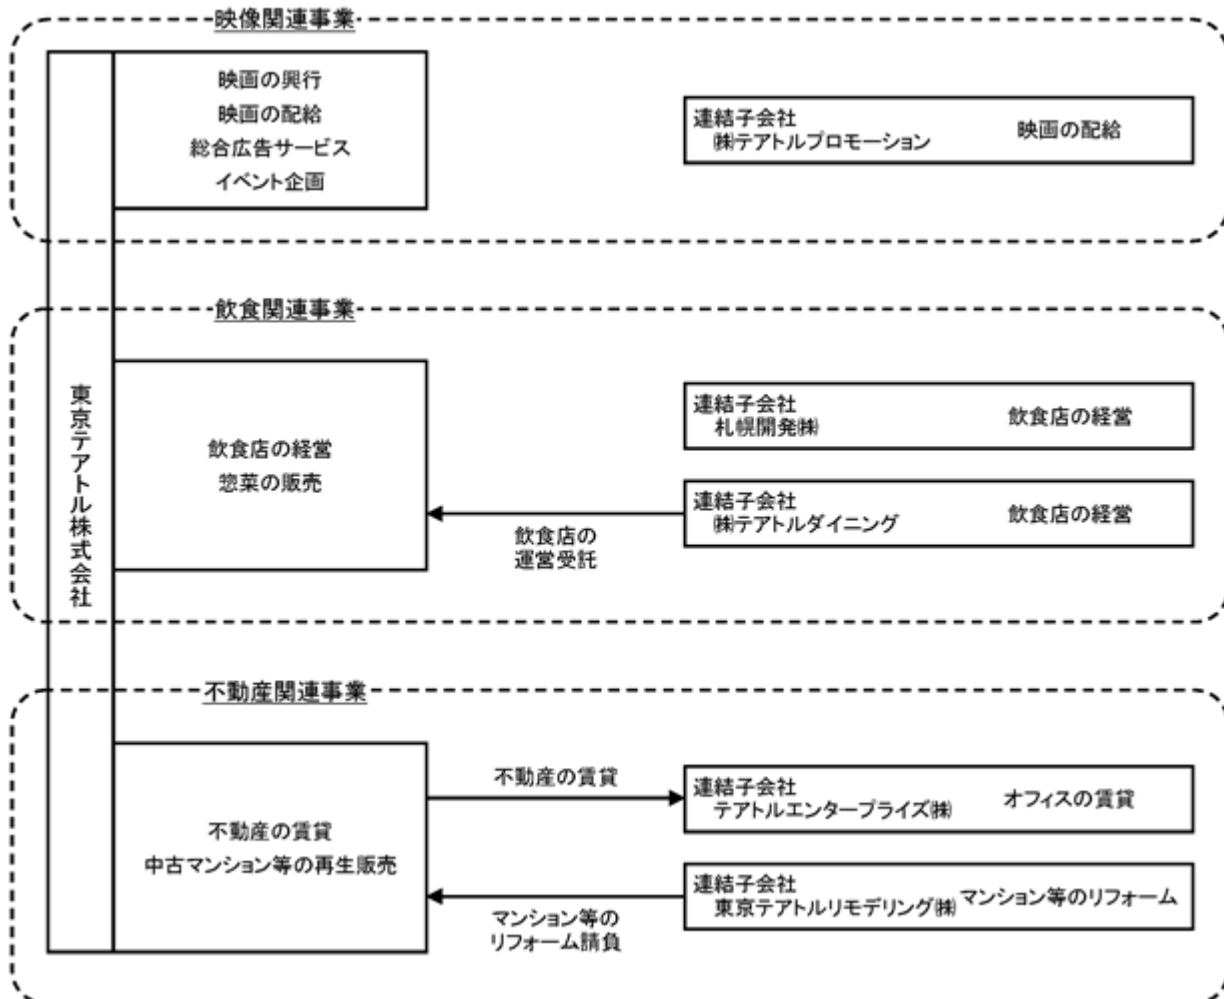 映像関連事業
映画の興行
映画の配給
総合広告サービス
イベント企画
連結子会社
㈱テアトルプロモーション
映画の配給
東京テアトル株式会社
飲食関連事業
飲食店の経営
惣菜の販売
連結子会社
札幌開発㈱
飲食店の経営
連結子会社
㈱テアトルダイニング
飲食店の経営
飲食店の
運営受託
不動産関連事業
不動産の賃貸
中古マンション等の再生販売
不動産の賃貸
連結子会社
テアトルエンタープライズ㈱
オフィスの賃貸
連結子会社
東京テアトルリモデリング㈱
マンション等のリフォーム
マンション等の
リフォーム請負